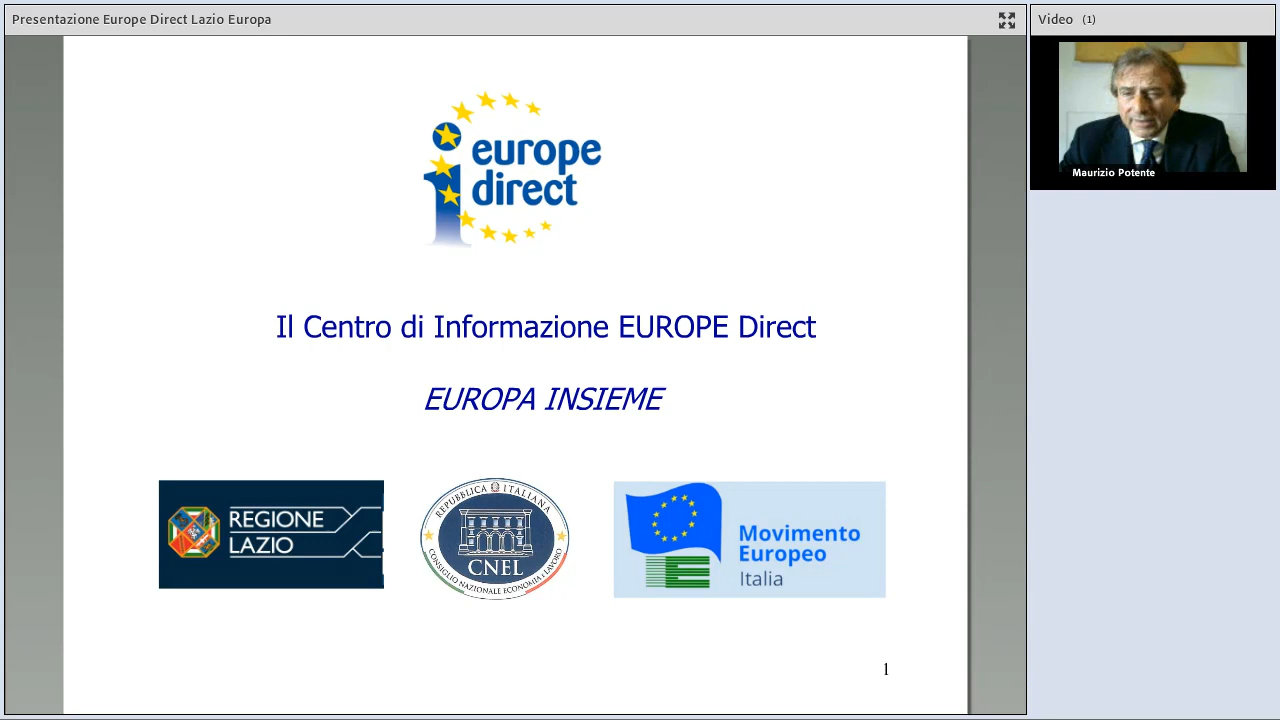 Presentazione Europe Direct Lazio Europa
Video (1)
Maurizio Potente
europe
direct
Il Centro di Informazione EUROPE Direct
EUROPA INSIEME
REGIONE
LAZIO
REPUBBLICA ITALIANA
CNEL
CONSIGLIO NAZIONALE ECONOMIA E LAVORO
Movimento
Europeo
Italia
1